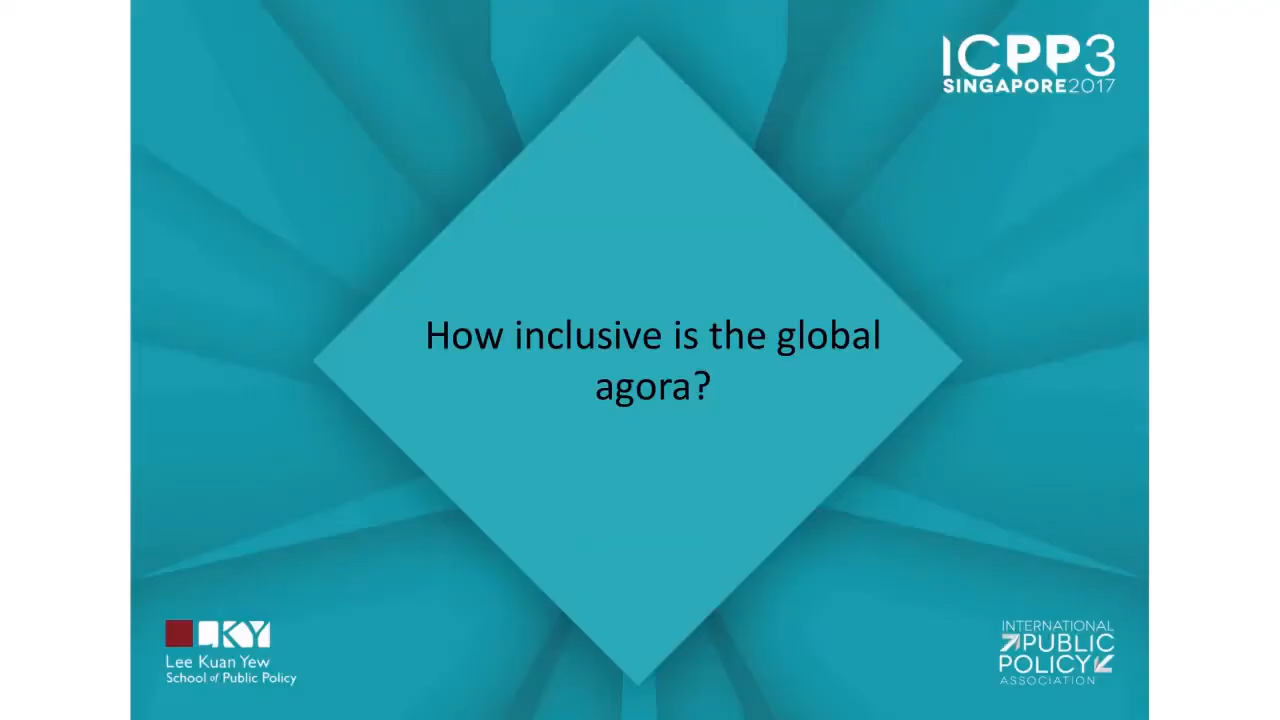 ICPP3
SINGAPORE2017
How inclusive is the global
agora?
LKY
Lee Kuan Yew
School of Public Policy
INTERNATIONAL
PUBLIC
POLICY
ASSOCIATION